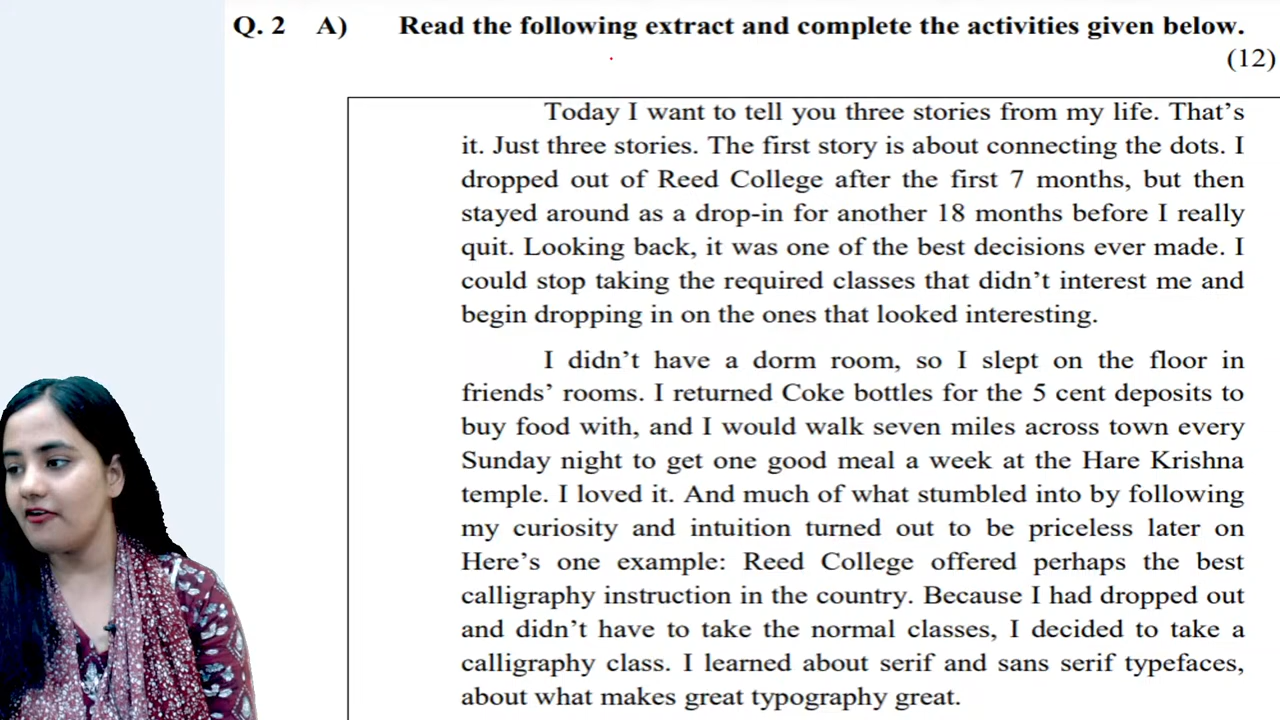 Q. 2 A) Read the following extract and complete the activities given below.
(12)
Today I want to tell you three stories from my life. That's
it. Just three stories. The first story is about connecting the dots. I
dropped out of Reed College after the first 7 months, but then
stayed around as a drop-in for another 18 months before I really
quit. Looking back, it was one of the best decisions ever made. I
could stop taking the required classes that didn't interest me and
begin dropping in on the ones that looked interesting.
I didn't have a dorm room, so I slept on the floor in
friends' rooms. I returned Coke bottles for the 5 cent deposits to
buy food with, and I would walk seven miles across town every
Sunday night to get one good meal a week at the Hare Krishna
temple. I loved it. And much of what stumbled into by following
my curiosity and intuition turned out to be priceless later on
Here's one example: Reed College offered perhaps the best
calligraphy instruction in the country. Because I had dropped out
and didn't have to take the normal classes, I decided to take a
calligraphy class. I learned about serif and sans serif typefaces,
about what makes great typography great.